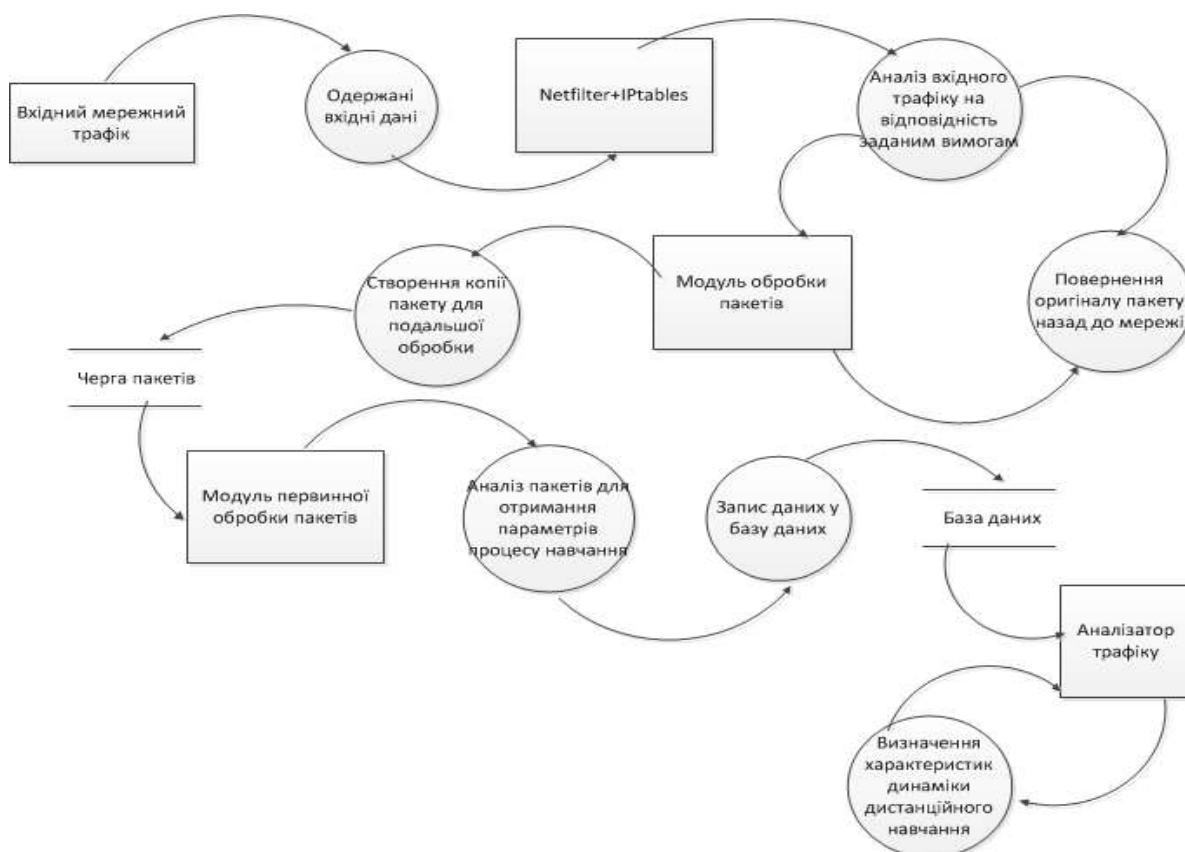 Вхідний мережний
трафік
Одержані
вхідні дані
Netfilter+IPtables
Аналіз вхідного
трафіку на
відповідність
заданим вимогам
Створення копії
пакету для
подальшої
обробки
Модуль обробки
пакетів
Повернення
оригіналу пакету
назад до мережі
Черга пакетів
Модуль первинної
обробки пакетів
Аналіз пакетів для
отримання
параметрів
процесу навчання
Запис даних у
базу даних
База даних
Аналізатор
трафіку
Визначення
характеристик
динаміки
дистанційного
навчання